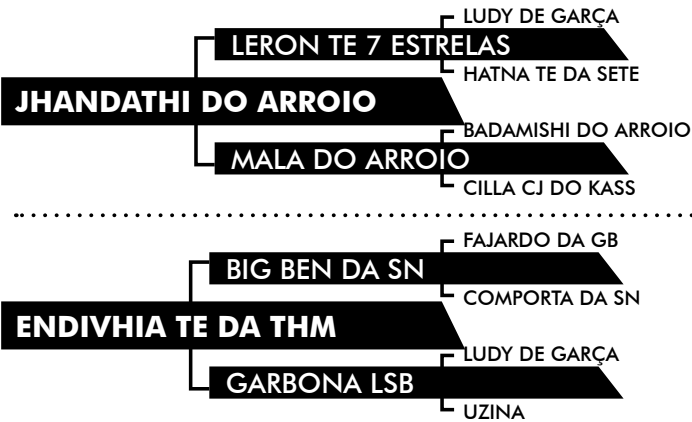 LUDY DE GARÇA
LERON TE 7 ESTRELAS
HATNA TE DA SETE
JHANDATHI DO ARROIO
BADAMISHI DO ARROIO
MALA DO ARROIO
CILLA CJ DO KASS
FAJARDO DA GB
BIG BEN DA SN
COMPORTA DA SN
ENDIVHIA TE DA THM
LUDY DE GARÇA
GARBONA LSB
UZINA